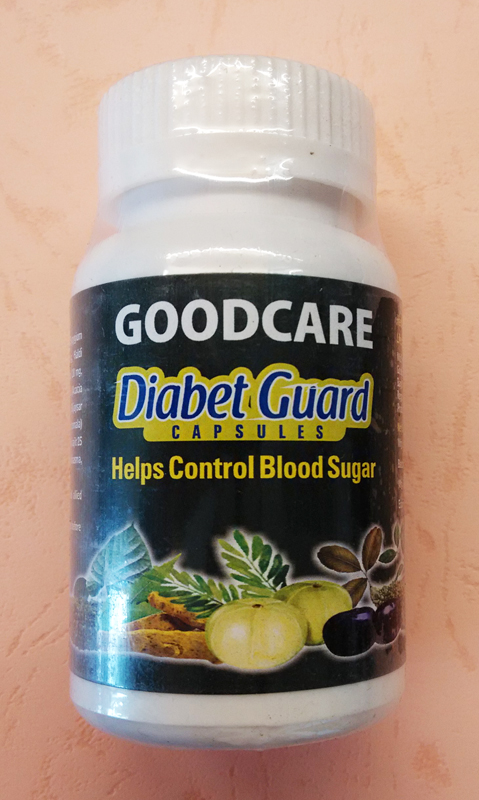 GOODCARE
Diabet Guard
CAPSULES
Helps Control Blood Sugar